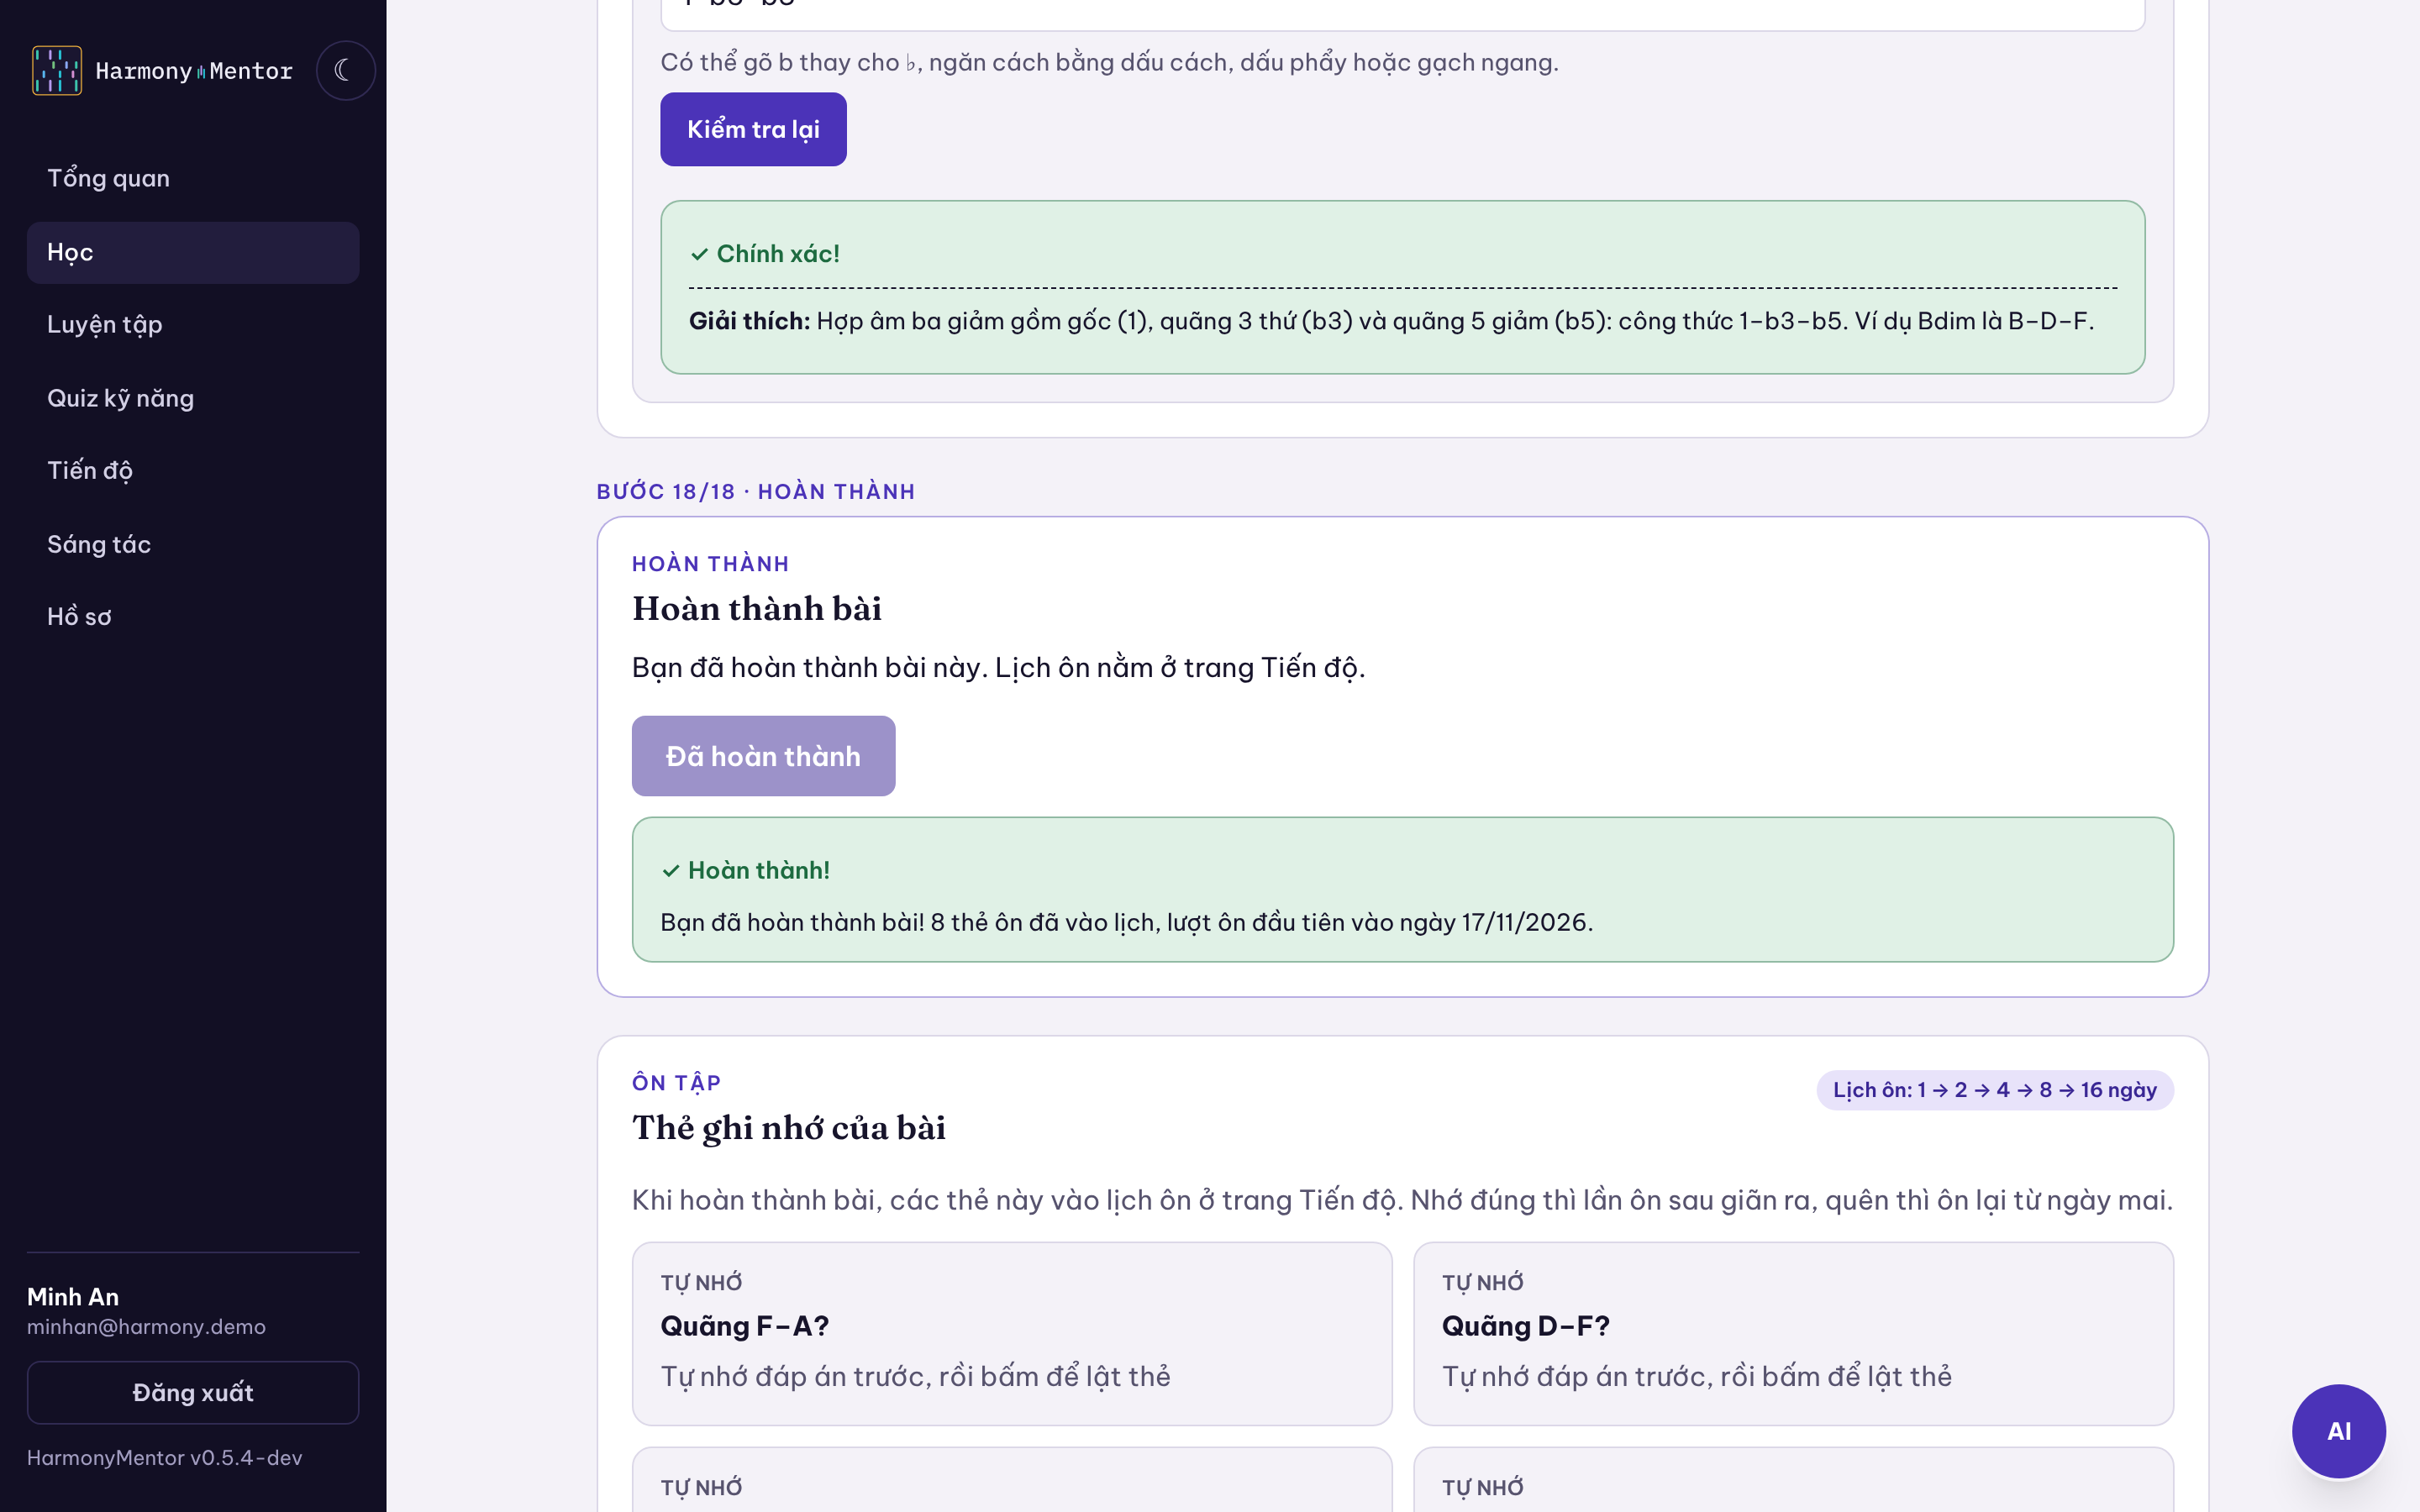 Harmony Mentor
Tổng quan
Học
Luyện tập
Quiz kỹ năng
Tiến độ
Sáng tác
Hồ sơ
Minh An
minhan@harmony.demo
Đăng xuất
HarmonyMentor v0.5.4-dev
Có thể gõ b thay cho ♭, ngăn cách bằng dấu cách, dấu phẩy hoặc gạch ngang.
Kiểm tra lại
✓ Chính xác!
Giải thích: Hợp âm ba giảm gồm gốc (1), quãng 3 thứ (b3) và quãng 5 giảm (b5): công thức 1–b3–b5. Ví dụ Bdim là B–D–F.
BƯỚC 18/18 · HOÀN THÀNH
HOÀN THÀNH
Hoàn thành bài
Bạn đã hoàn thành bài này. Lịch ôn nằm ở trang Tiến độ.
Đã hoàn thành
✓ Hoàn thành!
Bạn đã hoàn thành bài! 8 thẻ ôn đã vào lịch, lượt ôn đầu tiên vào ngày 17/11/2026.
ÔN TẬP
Lịch ôn: 1 → 2 → 4 → 8 → 16 ngày
Thẻ ghi nhớ của bài
Khi hoàn thành bài, các thẻ này vào lịch ôn ở trang Tiến độ. Nhớ đúng thì lần ôn sau giãn ra, quên thì ôn lại từ ngày mai.
TỰ NHỚ
Quãng F–A?
Tự nhớ đáp án trước, rồi bấm để lật thẻ
TỰ NHỚ
Quãng D–F?
Tự nhớ đáp án trước, rồi bấm để lật thẻ
TỰ NHỚ
TỰ NHỚ
AI